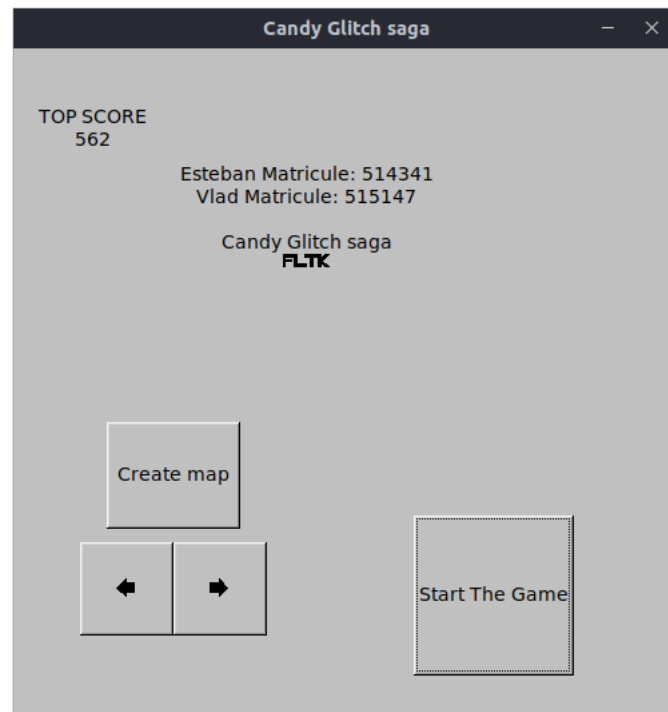 Candy Glitch saga
TOP SCORE
562
Esteban Matricule: 514341
Vlad Matricule: 515147
Candy Glitch saga
FLTK
Create map
Start The Game